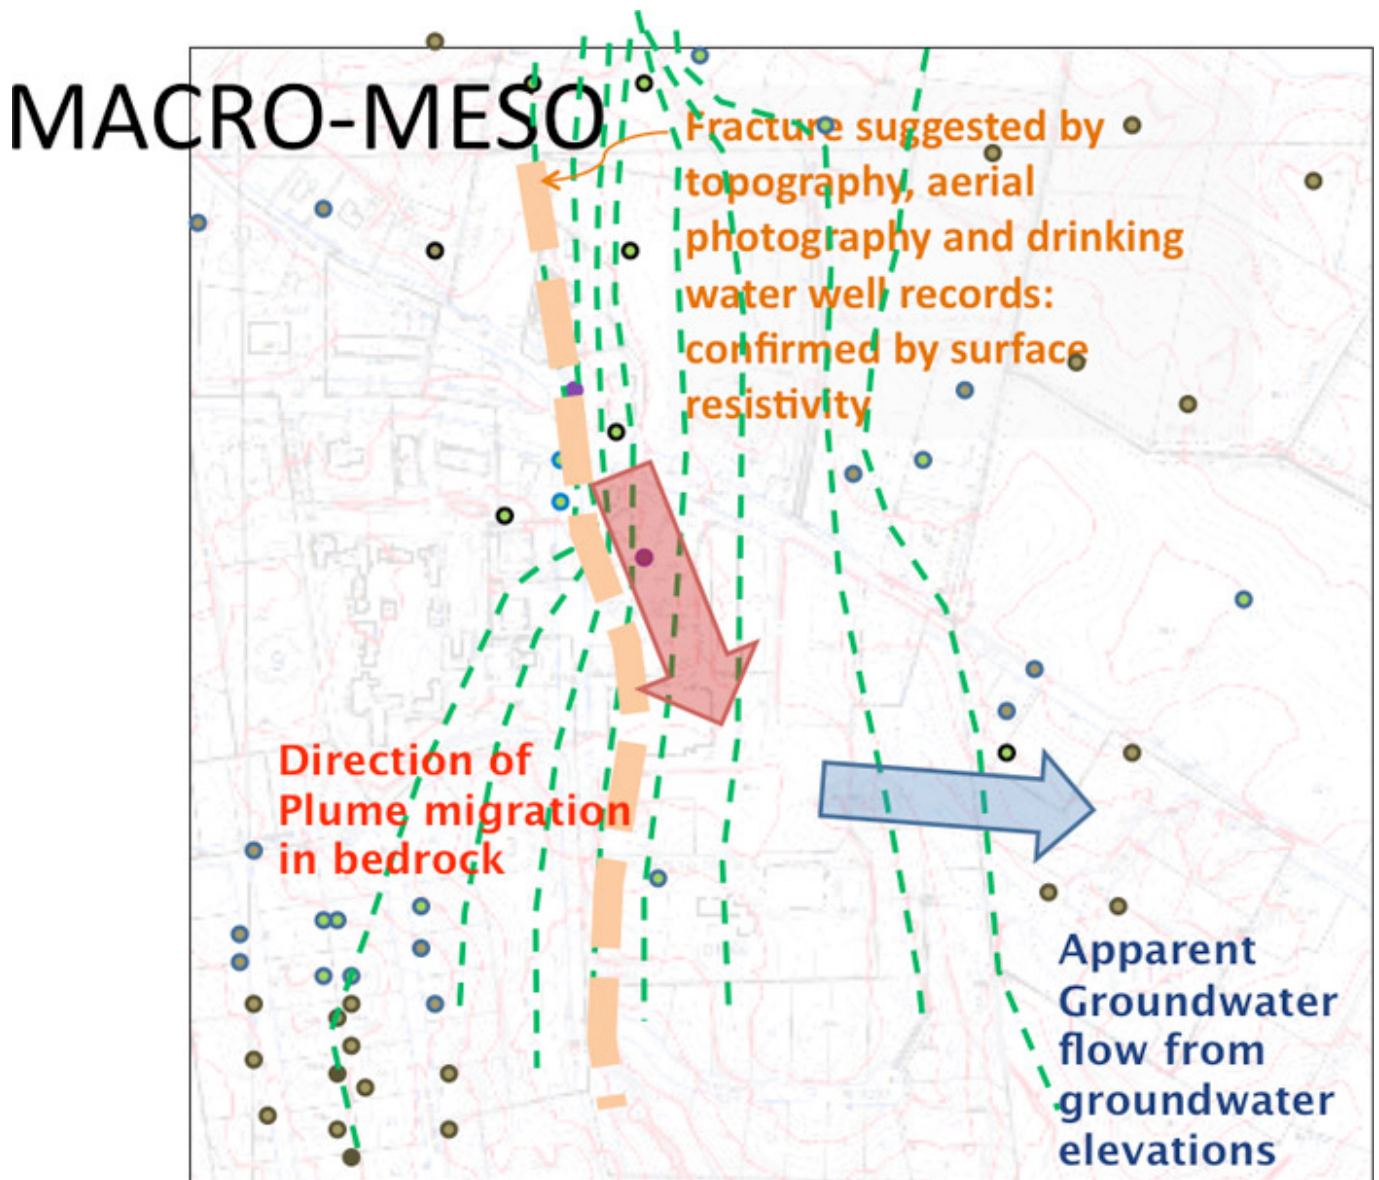 MACRO-MESO
Fracture suggested by
topography, aerial
photography and drinking
water well records:
confirmed by surface
resistivity
Direction of
Plume migration
in bedrock
Apparent
Groundwater
flow from
groundwater
elevations